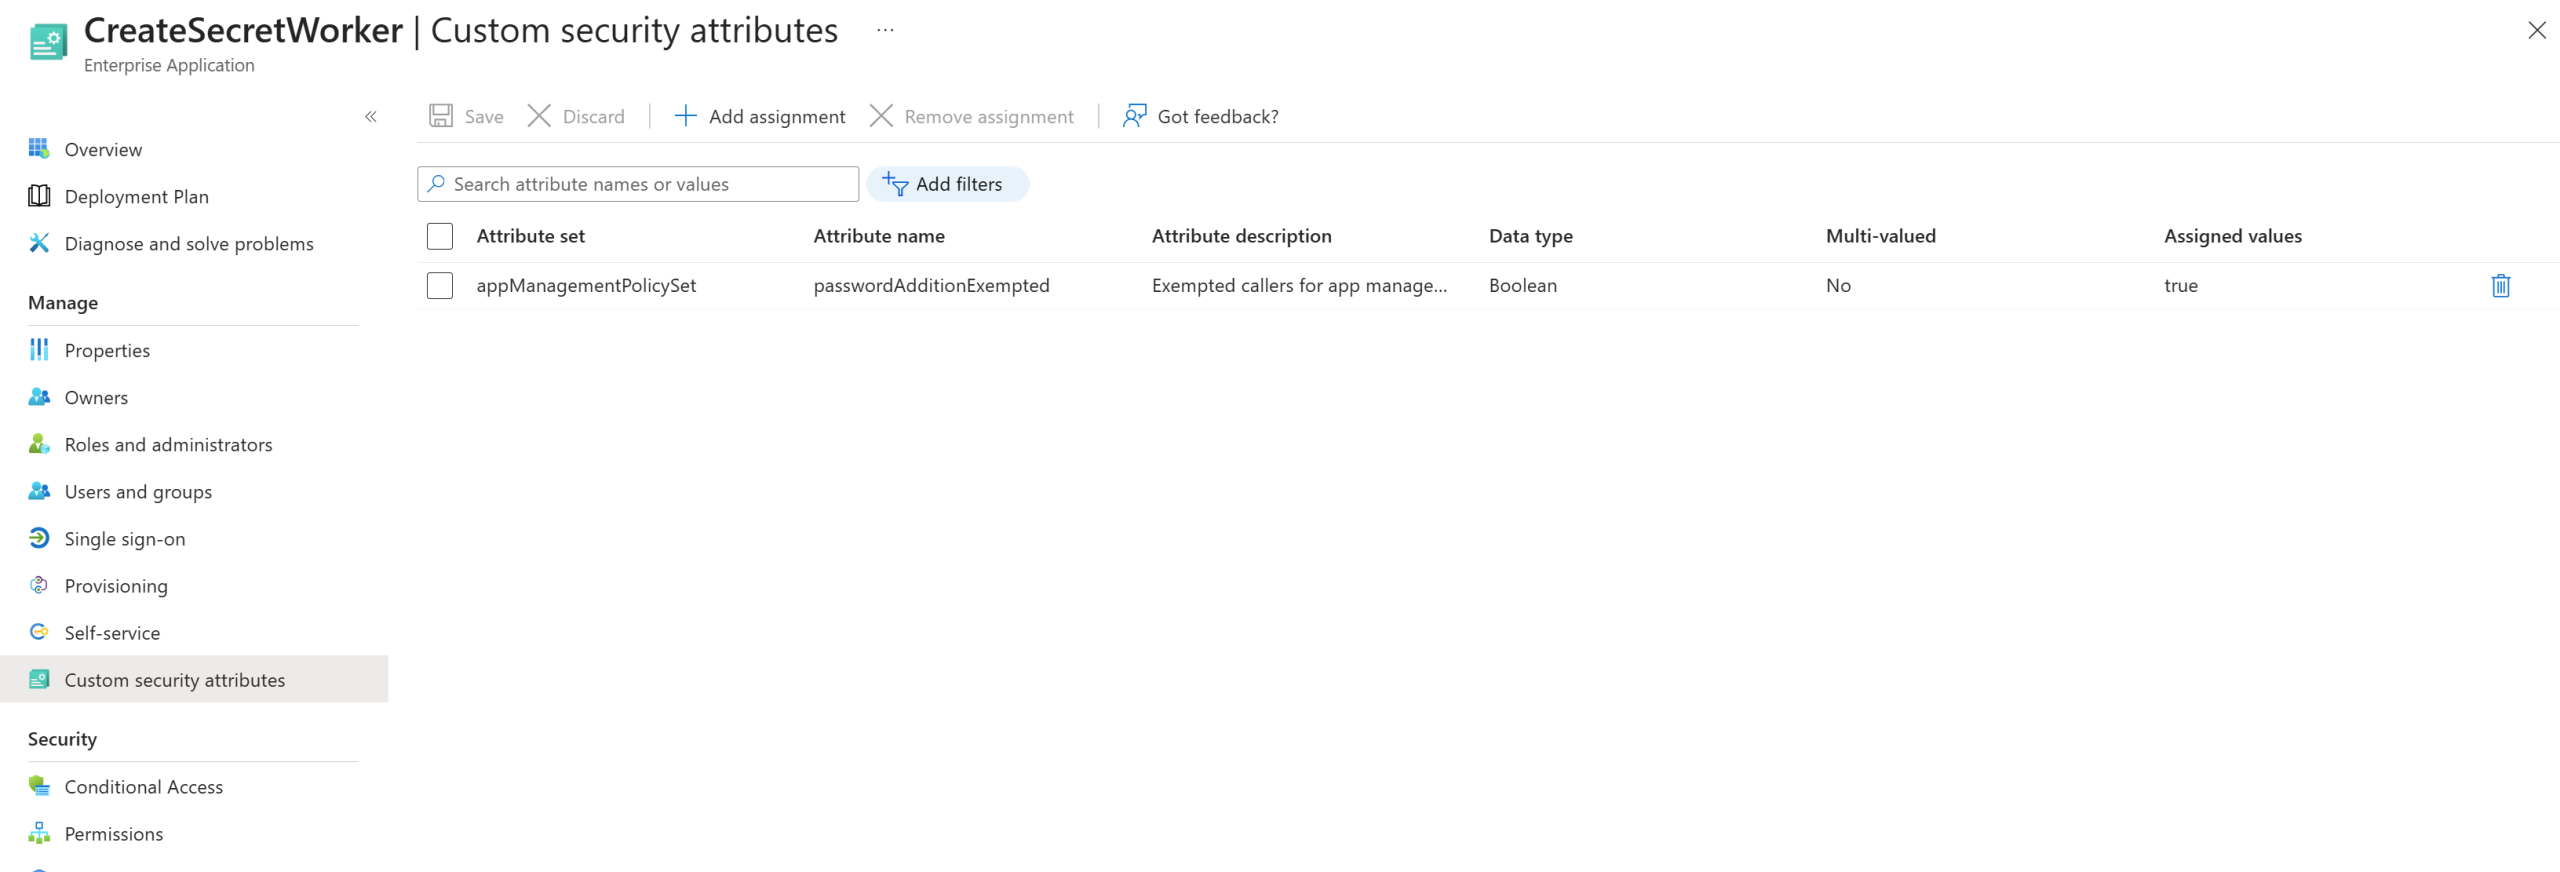 CreateSecretWorker | Custom security attributes ...
Enterprise Application
Overview
Deployment Plan
Diagnose and solve problems
Manage
Properties
Owners
Roles and administrators
Users and groups
Single sign-on
Provisioning
Self-service
Custom security attributes
Security
Conditional Access
Permissions
Save Discard Add assignment Remove assignment Got feedback?
Search attribute names or values Add filters
Attribute set Attribute name Attribute description Data type Multi-valued Assigned values
appManagementPolicySet passwordAdditionExempted Exempted callers for app manage... Boolean No true